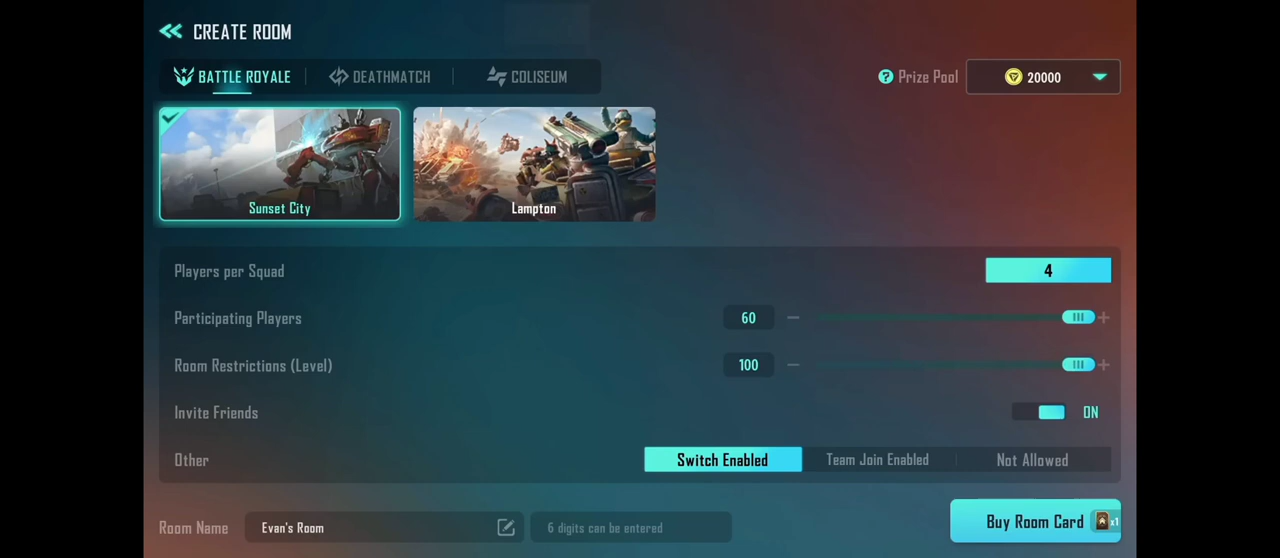 CREATE ROOM
BATTLE ROYALE DEATHMATCH COLISEUM
Prize Pool 20000
Sunset City Lampton
Players per Squad 4
Participating Players 60
Room Restrictions (Level) 100
Invite Friends ON
Other Switch Enabled Team Join Enabled Not Allowed
Room Name Evan's Room 6 digits can be entered Buy Room Card x1